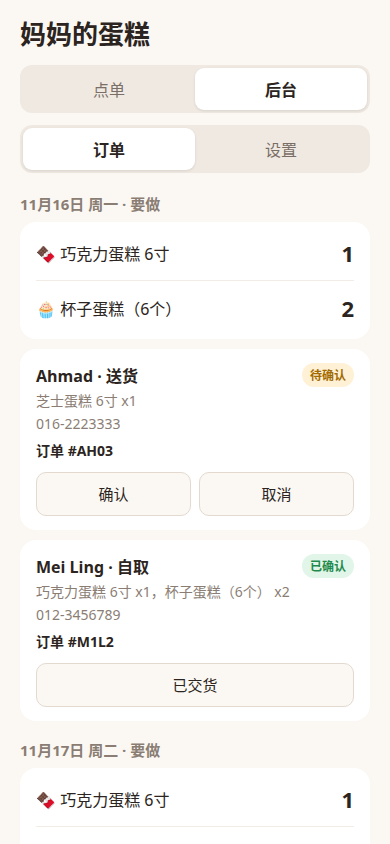 妈妈的蛋糕
点单
后台
订单
设置
11月16日 周一 · 要做
巧克力蛋糕 6寸
1
杯子蛋糕（6个）
2
Ahmad · 送货
待确认
芝士蛋糕 6寸 x1
016-2223333
订单 #AH03
确认
取消
Mei Ling · 自取
已确认
巧克力蛋糕 6寸 x1，杯子蛋糕（6个） x2
012-3456789
订单 #M1L2
已交货
11月17日 周二 · 要做
巧克力蛋糕 6寸
1